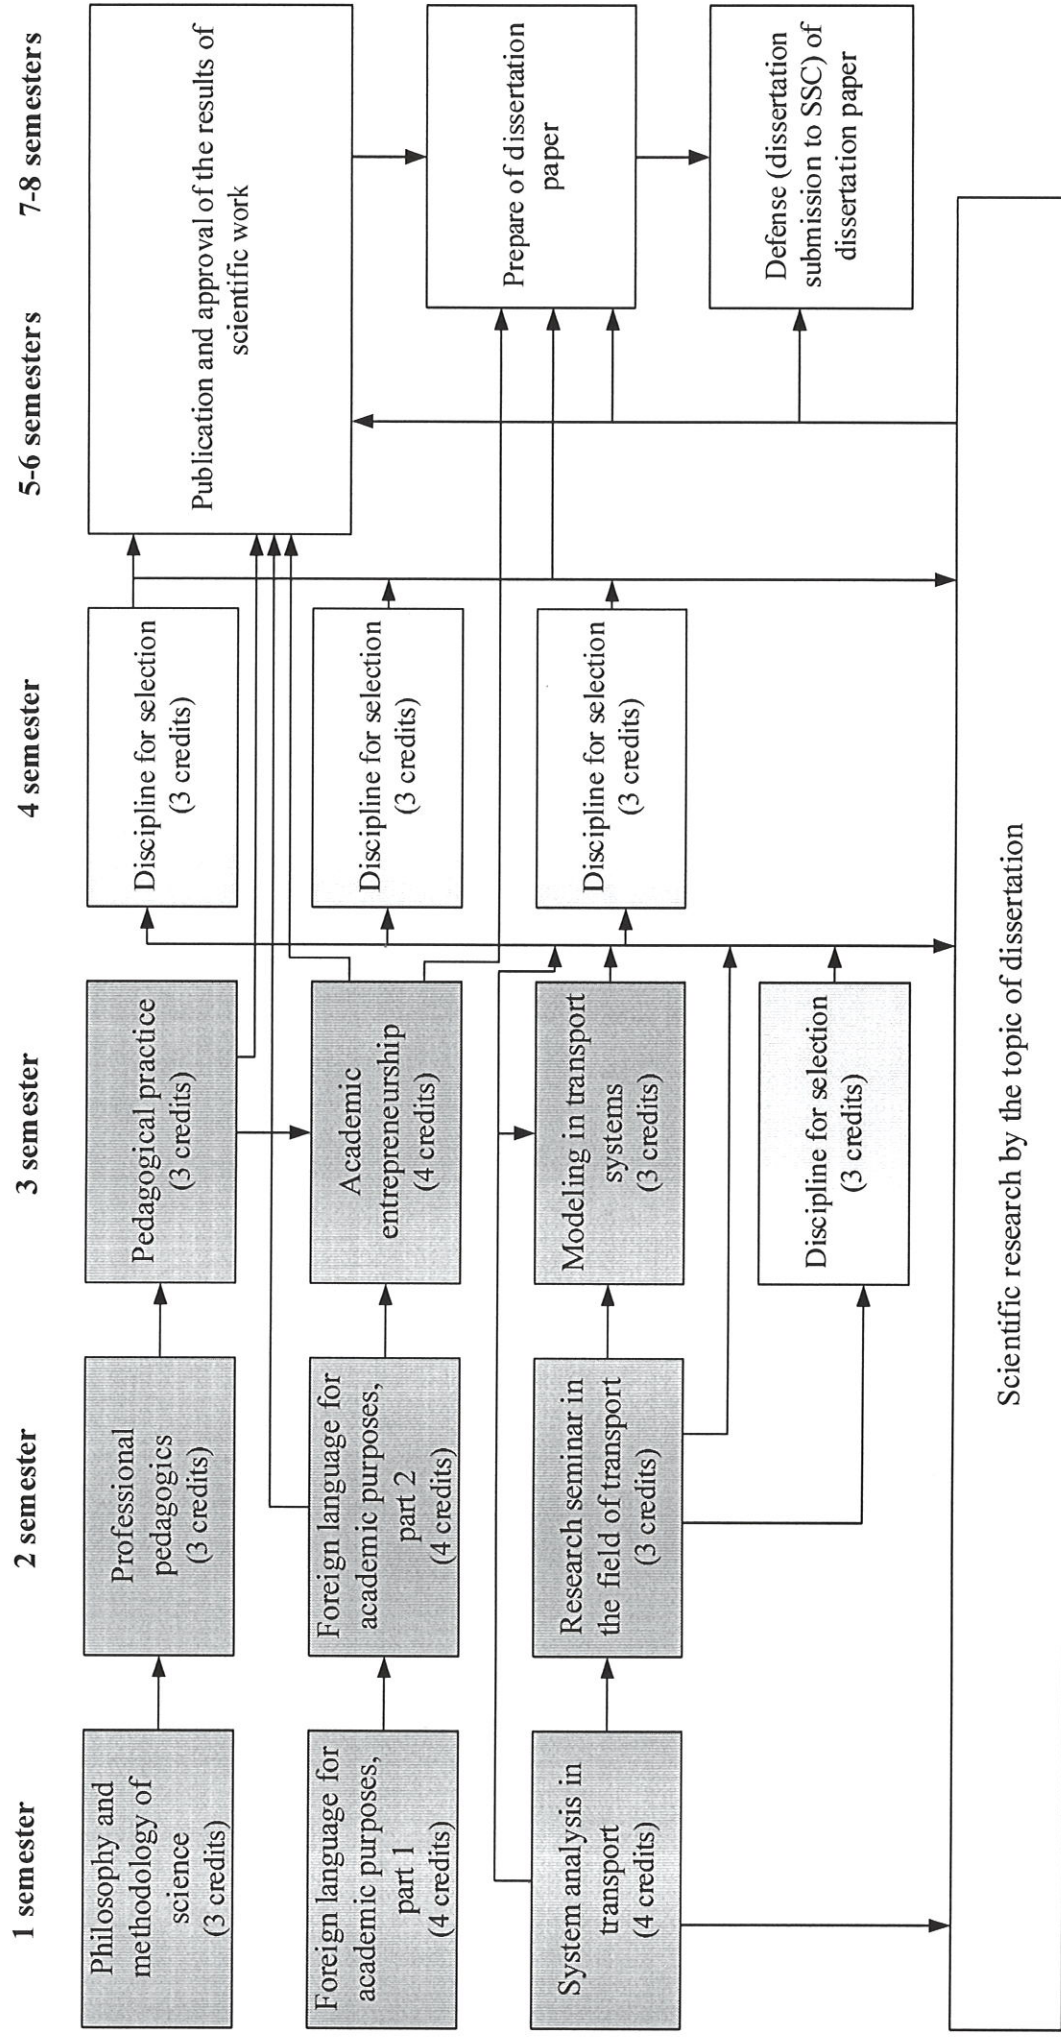 1 semester
2 semester
3 semester
4 semester
5-6 semesters
7-8 semesters
Philosophy and
methodology of
science
(3 credits)
Professional
pedagogics
(3 credits)
Pedagogical practice
(3 credits)
Discipline for selection
(3 credits)
Publication and approval of the results of
scientific work
Foreign language for
academic purposes,
part 1
(4 credits)
Foreign language for
academic purposes,
part 2
(4 credits)
Academic
entrepreneurship
(4 credits)
Discipline for selection
(3 credits)
Prepare of dissertation
paper
System analysis in
transport
(4 credits)
Research seminar in
the field of transport
(3 credits)
Modeling in transport
systems
(3 credits)
Discipline for selection
(3 credits)
Defense (dissertation
submission to SSC) of
dissertation paper
Discipline for selection
(3 credits)
Scientific research by the topic of dissertation